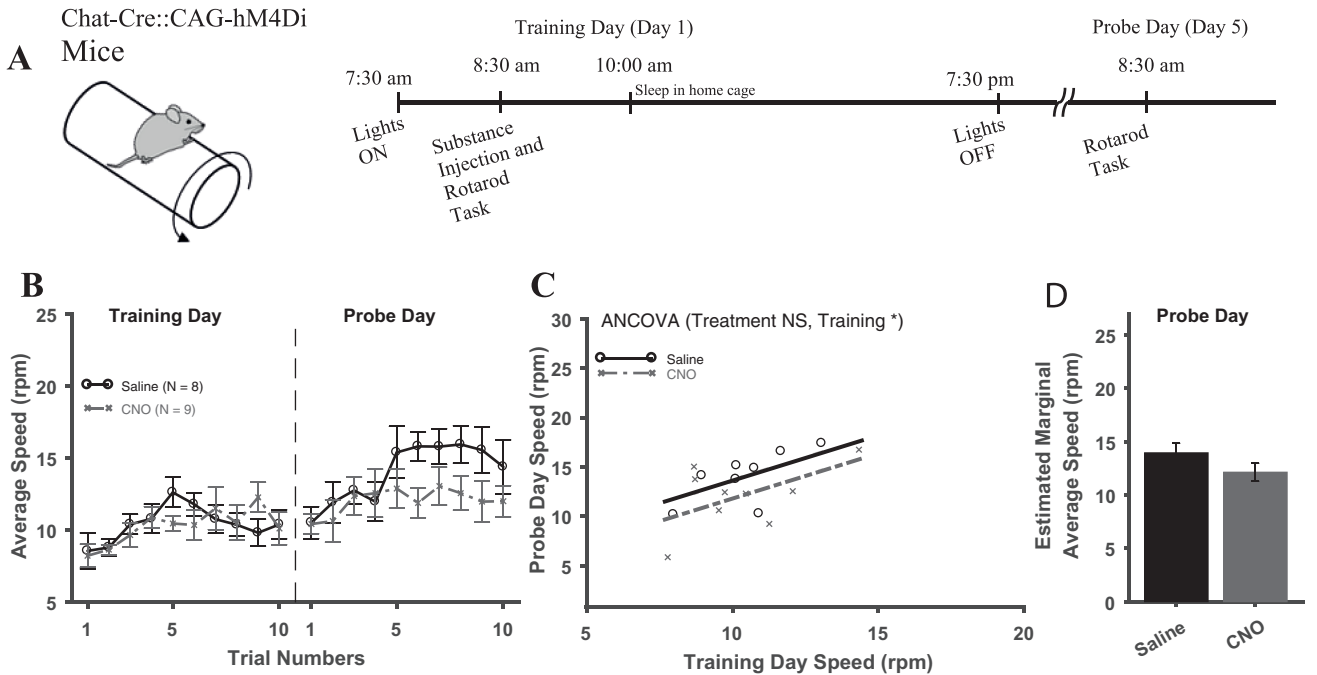 Chat-Cre::CAG-hM4Di
Mice
A
Training Day (Day 1)
Probe Day (Day 5)
7:30 am
8:30 am
10:00 am
7:30 pm
8:30 am
Sleep in home cage
Lights
ON
Substance
Injection and
Rotarod
Task
Lights
OFF
Rotarod
Task
B
Training Day
Probe Day
Saline (N = 8)
CNO (N = 9)
25
20
15
10
5
Average Speed (rpm)
1
5
10
1
5
10
Trial Numbers
C
ANCOVA (Treatment NS, Training *)
Saline
CNO
30
25
20
15
10
5
Probe Day Speed (rpm)
5
10
15
20
Training Day Speed (rpm)
D
Probe Day
25
20
15
10
5
0
Estimated Marginal
Average Speed (rpm)
Saline
CNO